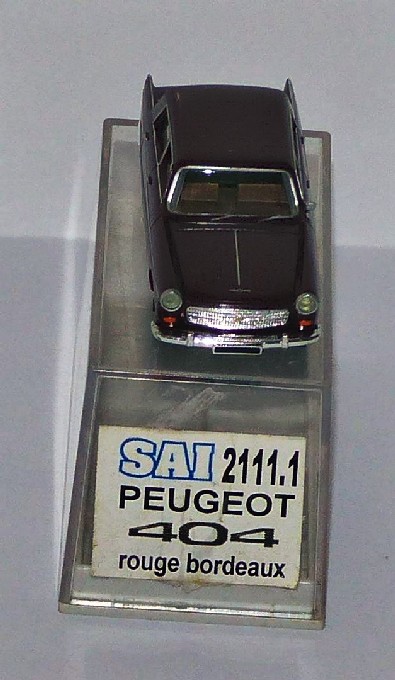 SAI 2111.1
PEUGEOT
404
rouge bordeaux